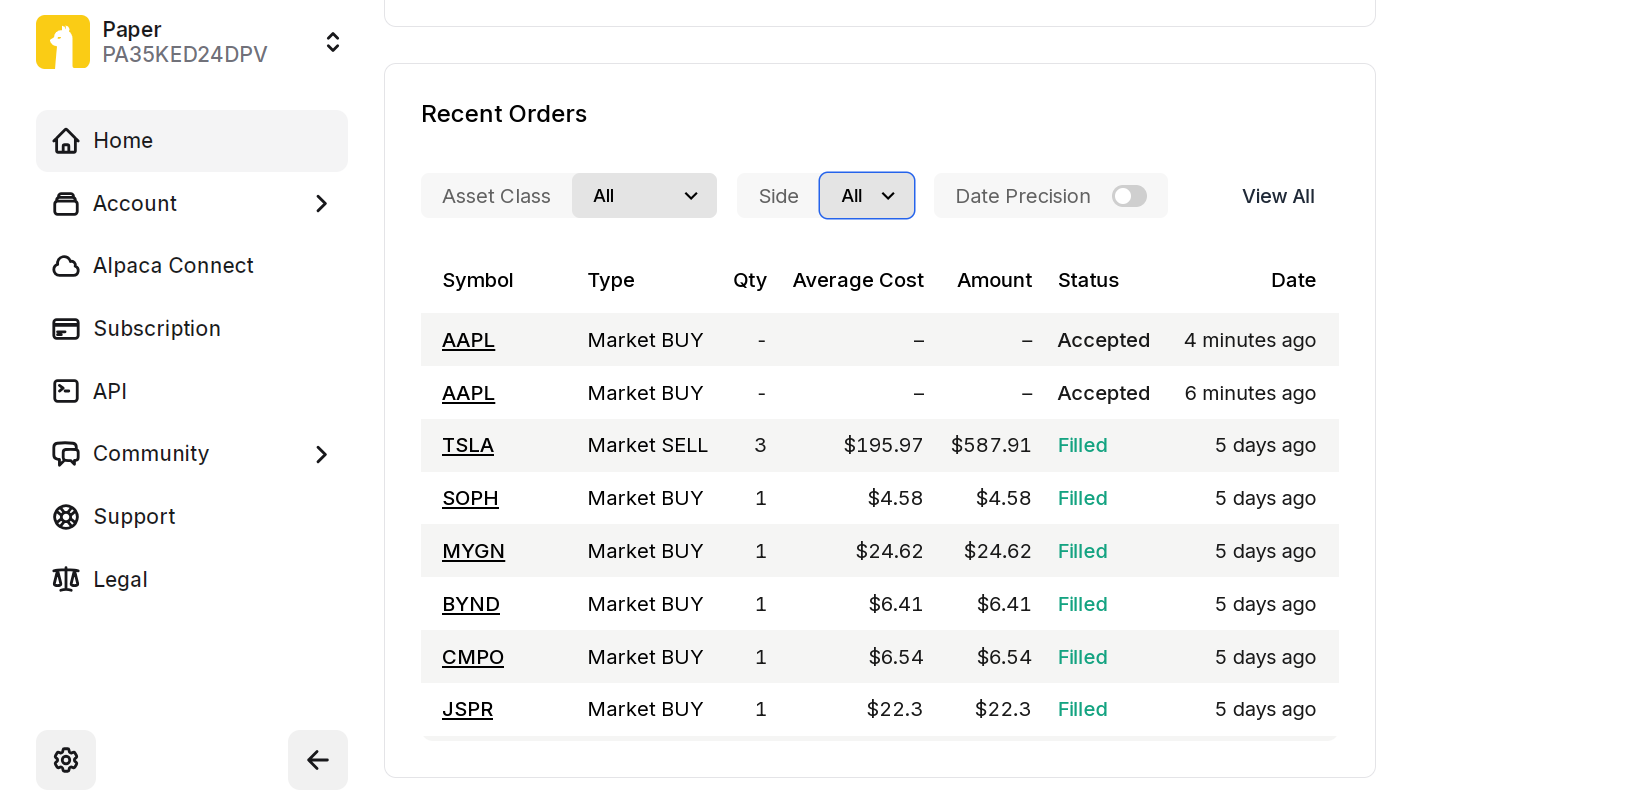 Paper
PA35KED24DPV
Home
Account
Alpaca Connect
Subscription
API
Community
Support
Legal
Recent Orders
Asset Class All Side All Date Precision View All
Symbol Type Qty Average Cost Amount Status Date
AAPL Market BUY - – – Accepted 4 minutes ago
AAPL Market BUY - – – Accepted 6 minutes ago
TSLA Market SELL 3 $195.97 $587.91 Filled 5 days ago
SOPH Market BUY 1 $4.58 $4.58 Filled 5 days ago
MYGN Market BUY 1 $24.62 $24.62 Filled 5 days ago
BYND Market BUY 1 $6.41 $6.41 Filled 5 days ago
CMPO Market BUY 1 $6.54 $6.54 Filled 5 days ago
JSPR Market BUY 1 $22.3 $22.3 Filled 5 days ago